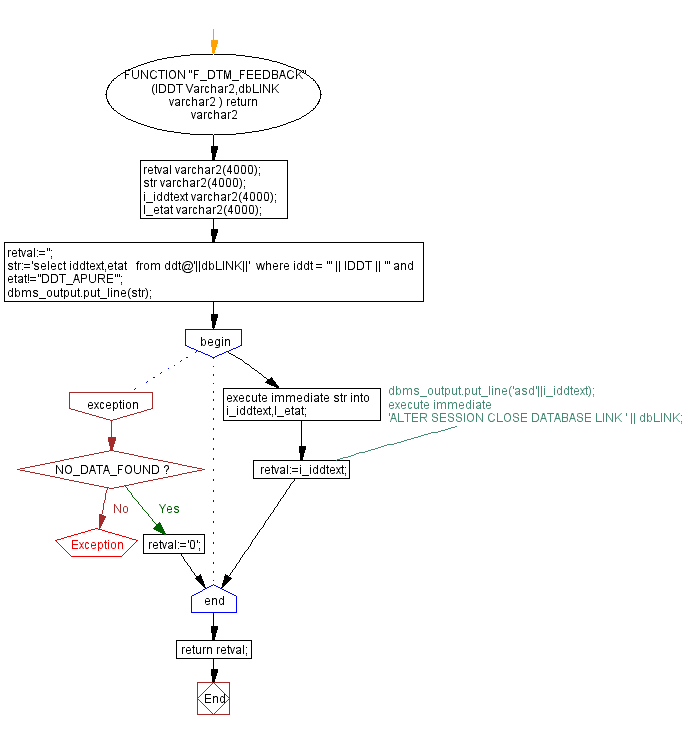 FUNCTION "F_DTM_FEEDBACK"
(IDDT Varchar2,dbLINK
varchar2 ) return
varchar2
retval varchar2(4000);
str varchar2(4000);
i_iddtext varchar2(4000);
l_etat varchar2(4000);
retval:='';
str:='select iddtext,etat from ddt@'||dbLINK||' where iddt = ''' || IDDT || ''' and
etat!=''DDT_APURE''';
dbms_output.put_line(str);
begin
exception
execute immediate str into
i_iddtext,l_etat;
dbms_output.put_line('asd'||i_iddtext);
execute immediate
'ALTER SESSION CLOSE DATABASE LINK ' || dbLINK;
NO_DATA_FOUND ?
retval:=i_iddtext;
No
Yes
Exception
retval:='0';
end
return retval;
End